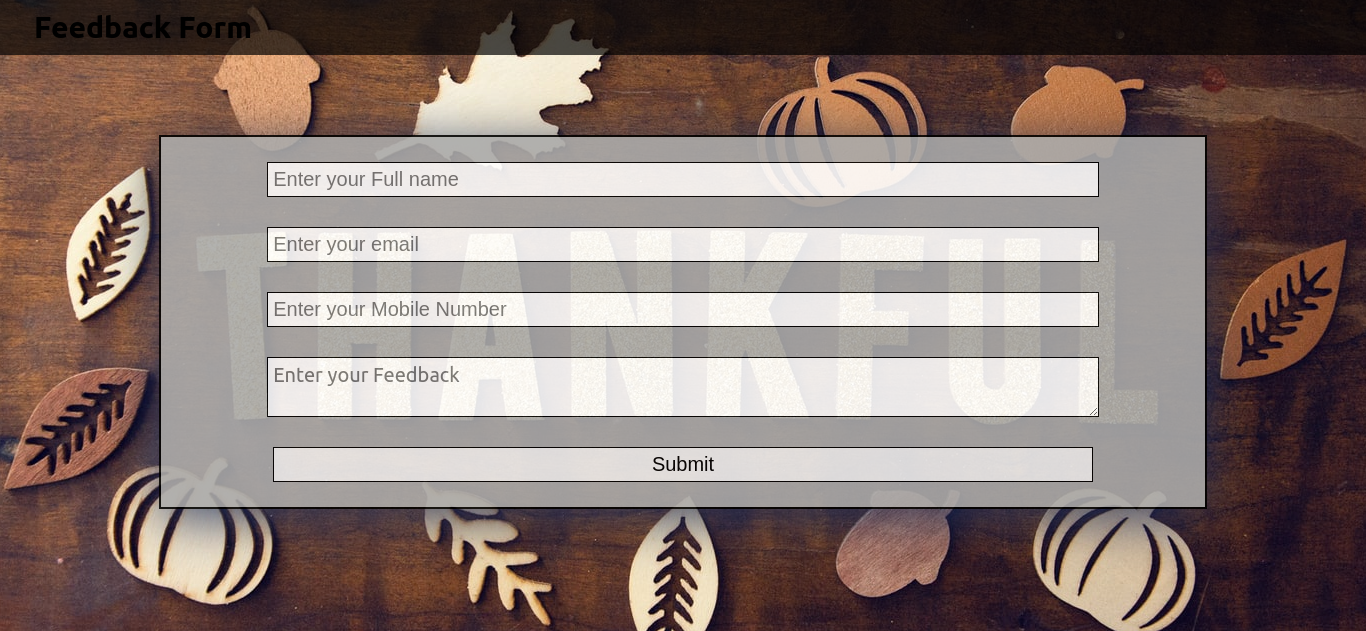 Feedback Form
Enter your Full name
Enter your email
THANKFUL
Enter your Mobile Number
Enter your Feedback
Submit